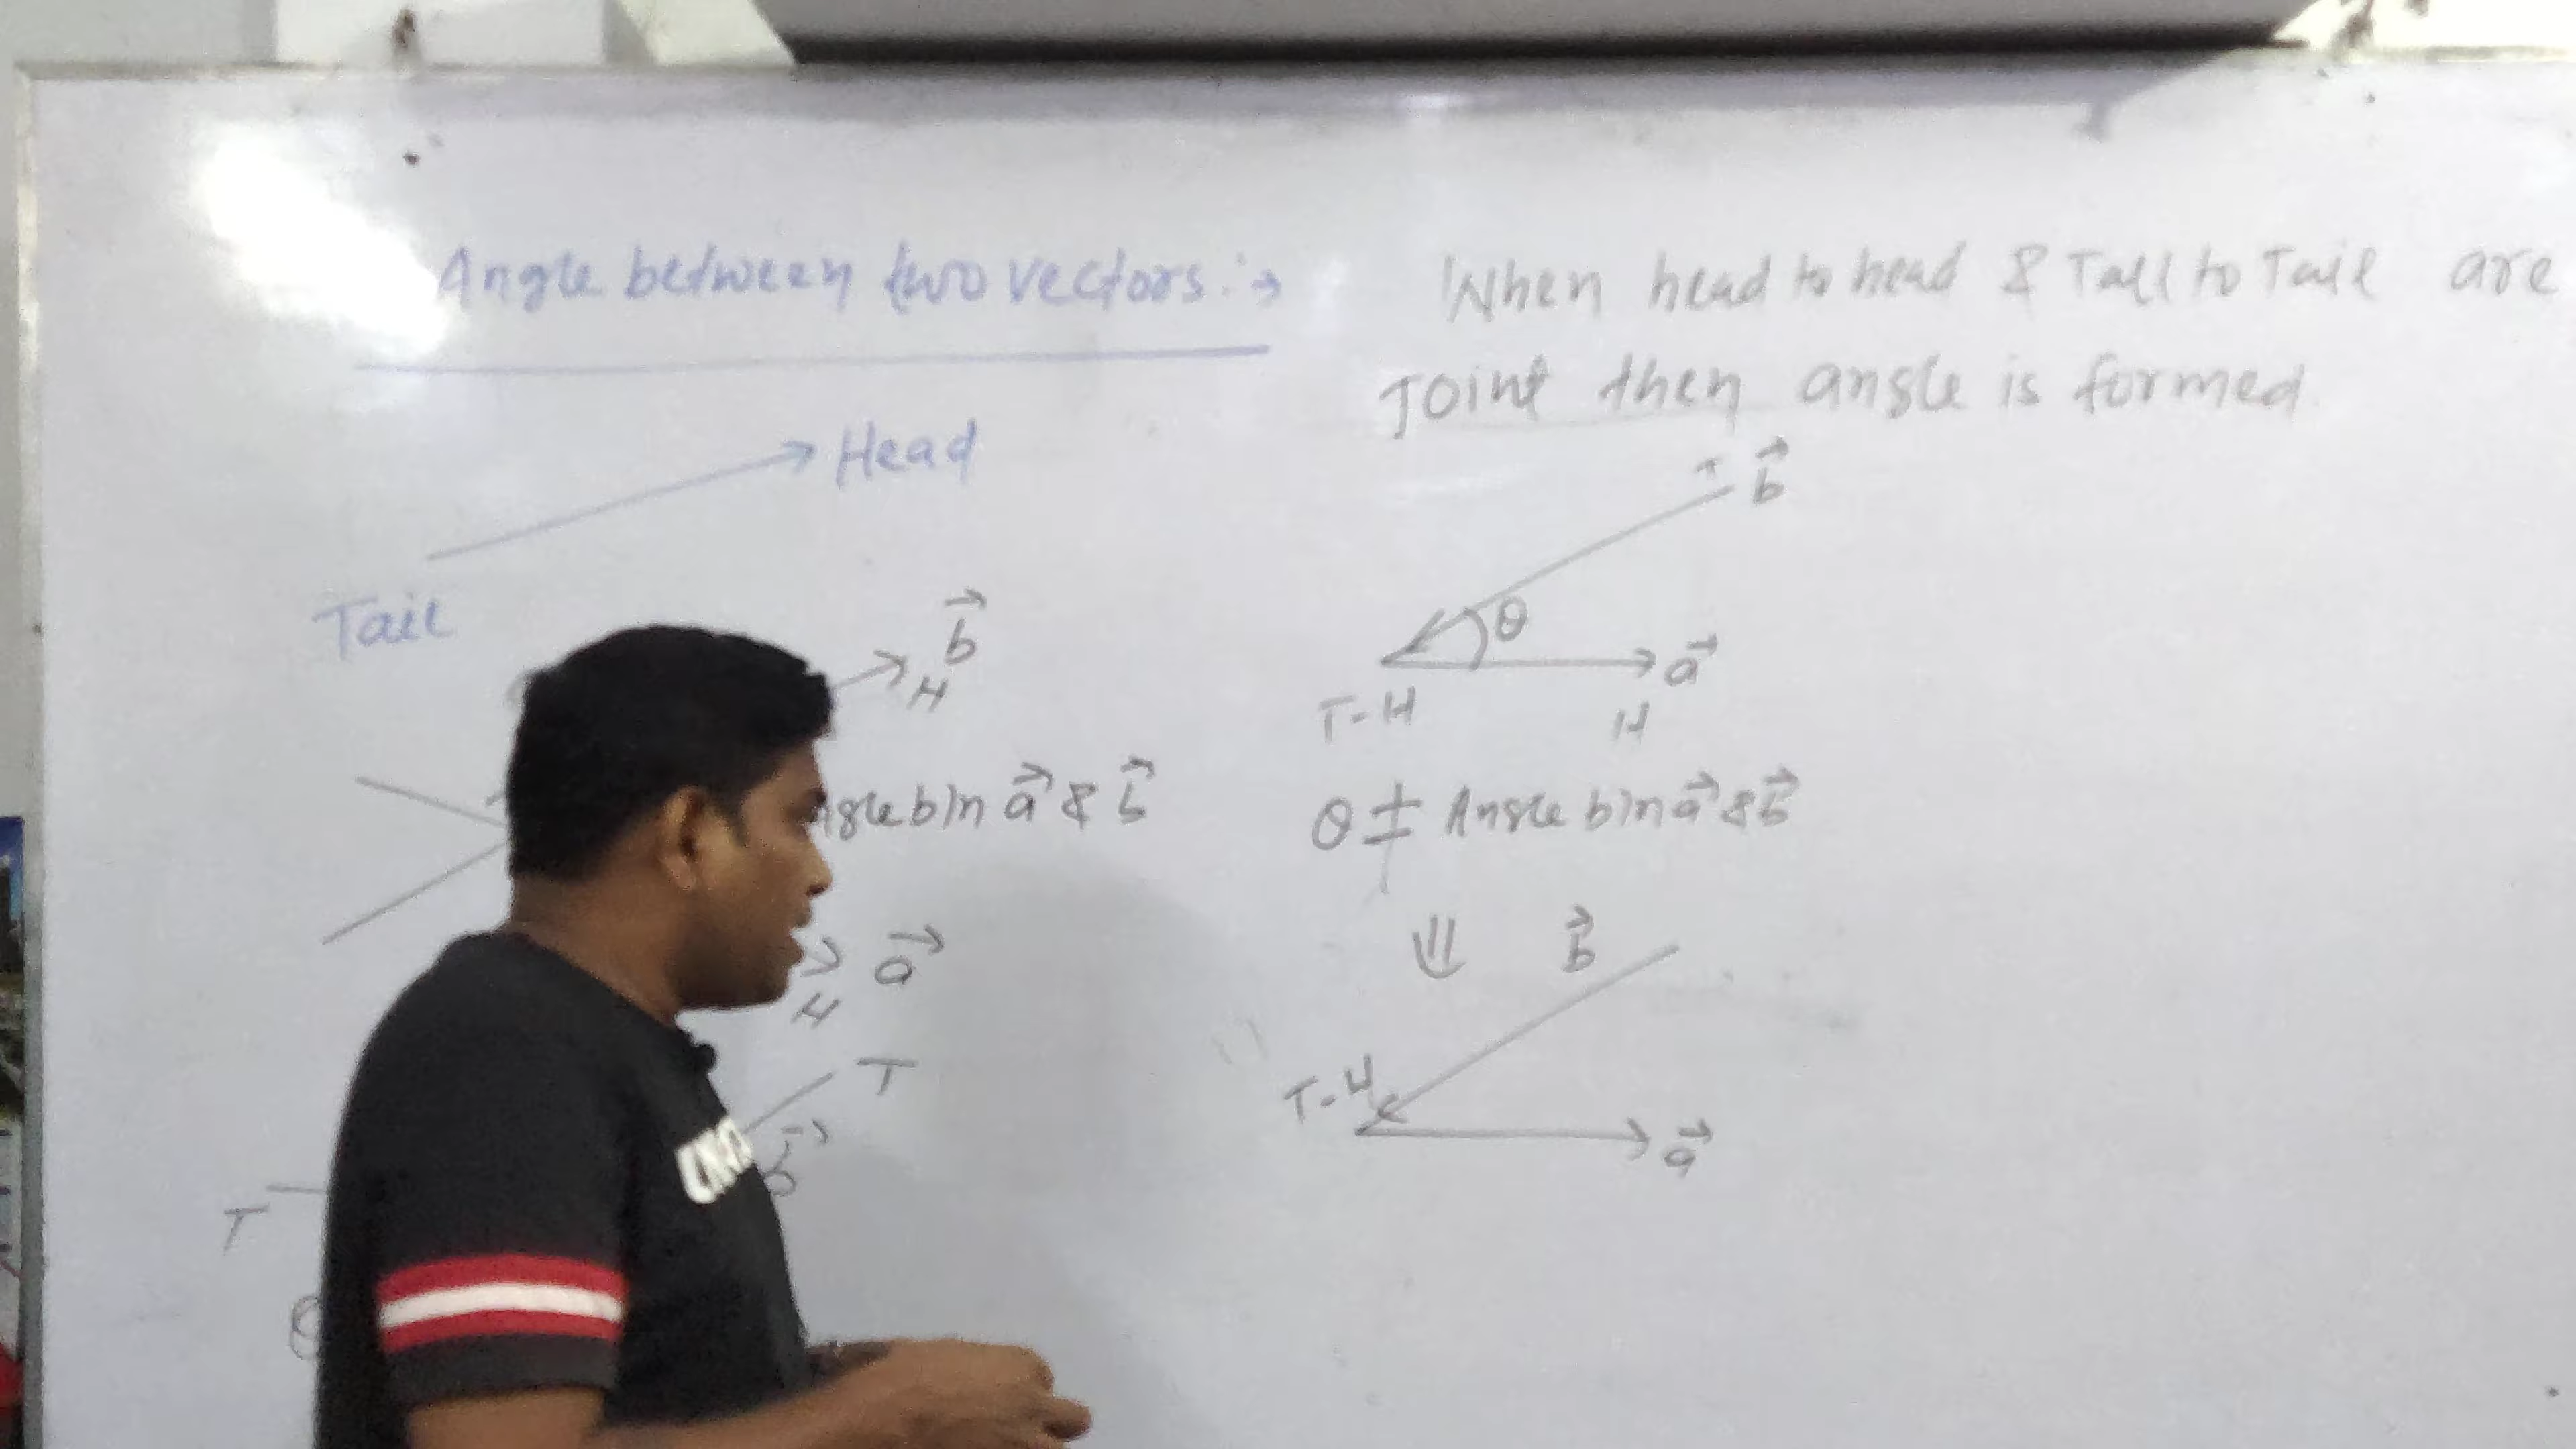 Angle between two vectors :→
When head to head & Tail to Tail are
Joint then angle is formed.
Head
Tail
b⃗
H
b⃗
θ
a⃗
T-H
H
ngle b/n a⃗ & b⃗
θ ≠ Angle b/n a⃗ & b⃗
a⃗
H
⇓
b⃗
T
b⃗
T-H
a⃗
T